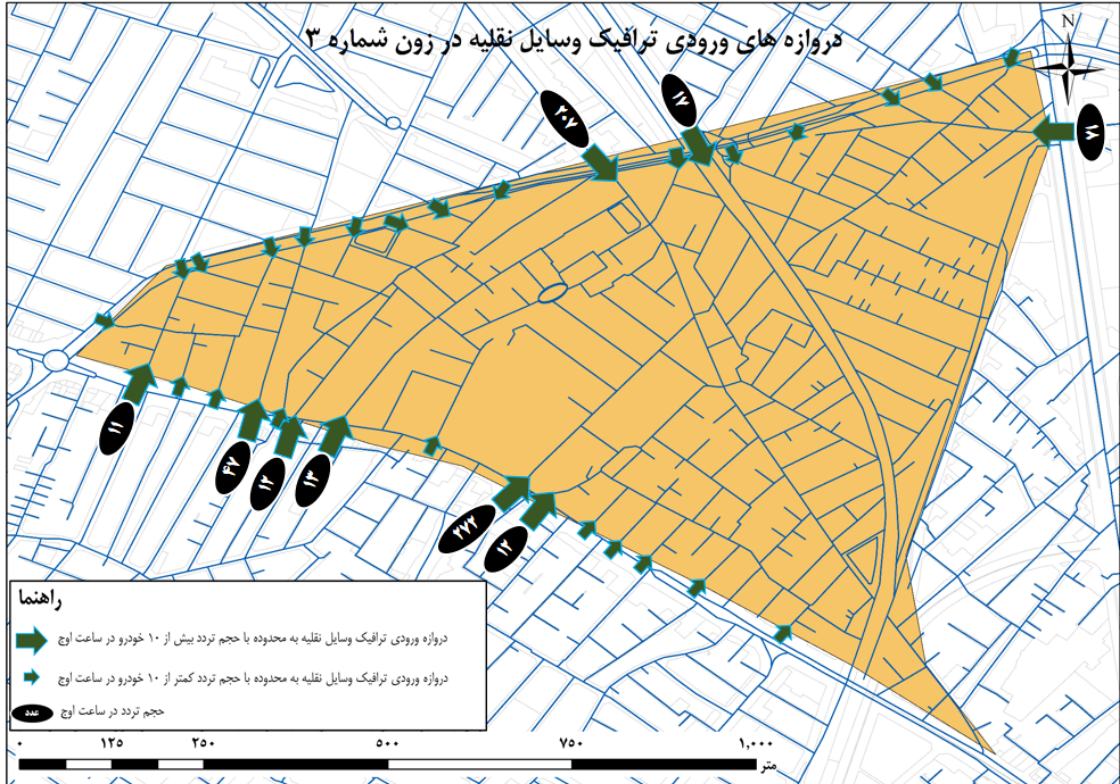 دروازه های ورودی ترافیک وسایل نقلیه در زون شماره ۳
N
۲۰۷
۱۷
۱۸
۱۱
۴۷
۱۲
۱۳
۲۷۲
۱۲
راهنما
دروازه ورودی ترافیک وسایل نقلیه به محدوده با حجم تردد بیش از ۱۰ خودرو در ساعت اوج
دروازه ورودی ترافیک وسایل نقلیه به محدوده با حجم تردد کمتر از ۱۰ خودرو در ساعت اوج
عدد حجم تردد در ساعت اوج
۰ ۱۲۵ ۲۵۰ ۵۰۰ ۷۵۰ ۱,۰۰۰
متر